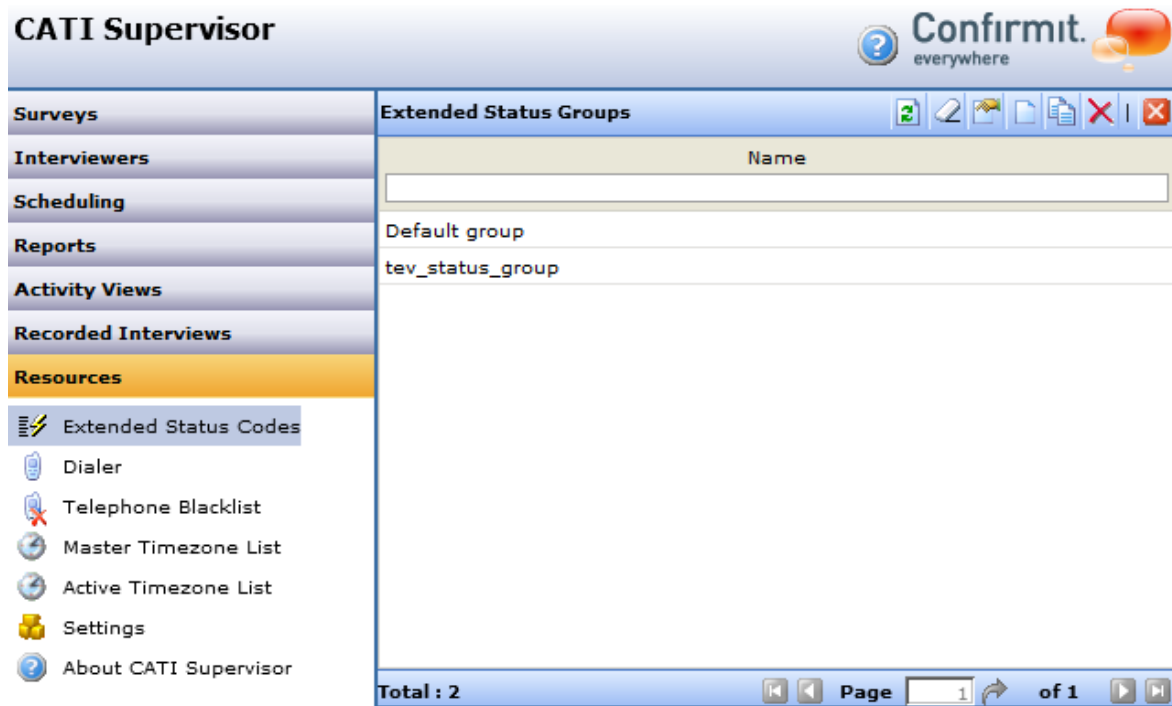 CATI Supervisor
Confirmit.
everywhere
Surveys
Interviewers
Scheduling
Reports
Activity Views
Recorded Interviews
Resources
Extended Status Codes
Dialer
Telephone Blacklist
Master Timezone List
Active Timezone List
Settings
About CATI Supervisor
Extended Status Groups
Name
Default group
tev_status_group
Total : 2
Page 1 of 1